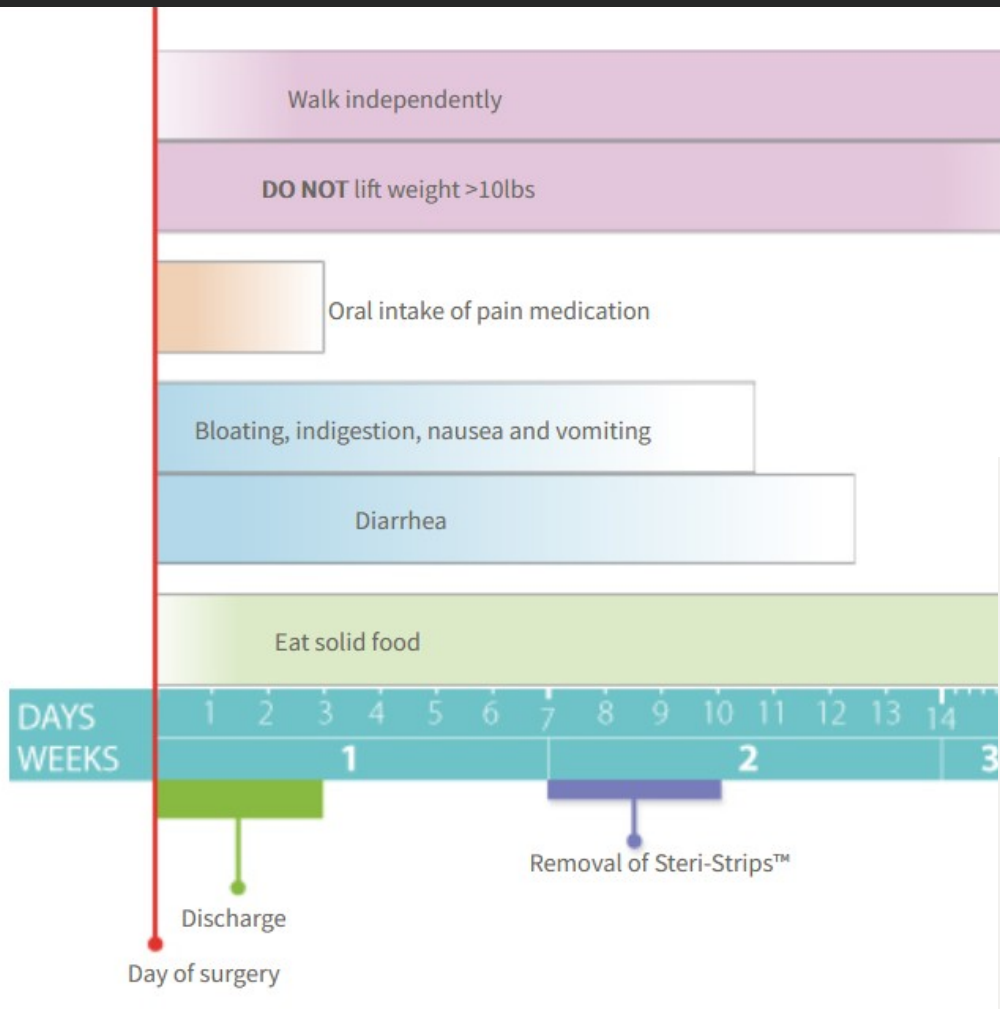 Walk independently
DO NOT lift weight >10lbs
Oral intake of pain medication
Bloating, indigestion, nausea and vomiting
Diarrhea
Eat solid food
DAYS 1 2 3 4 5 6 7 8 9 10 11 12 13 14
WEEKS 1 2 3
Removal of Steri-Strips™
Discharge
Day of surgery